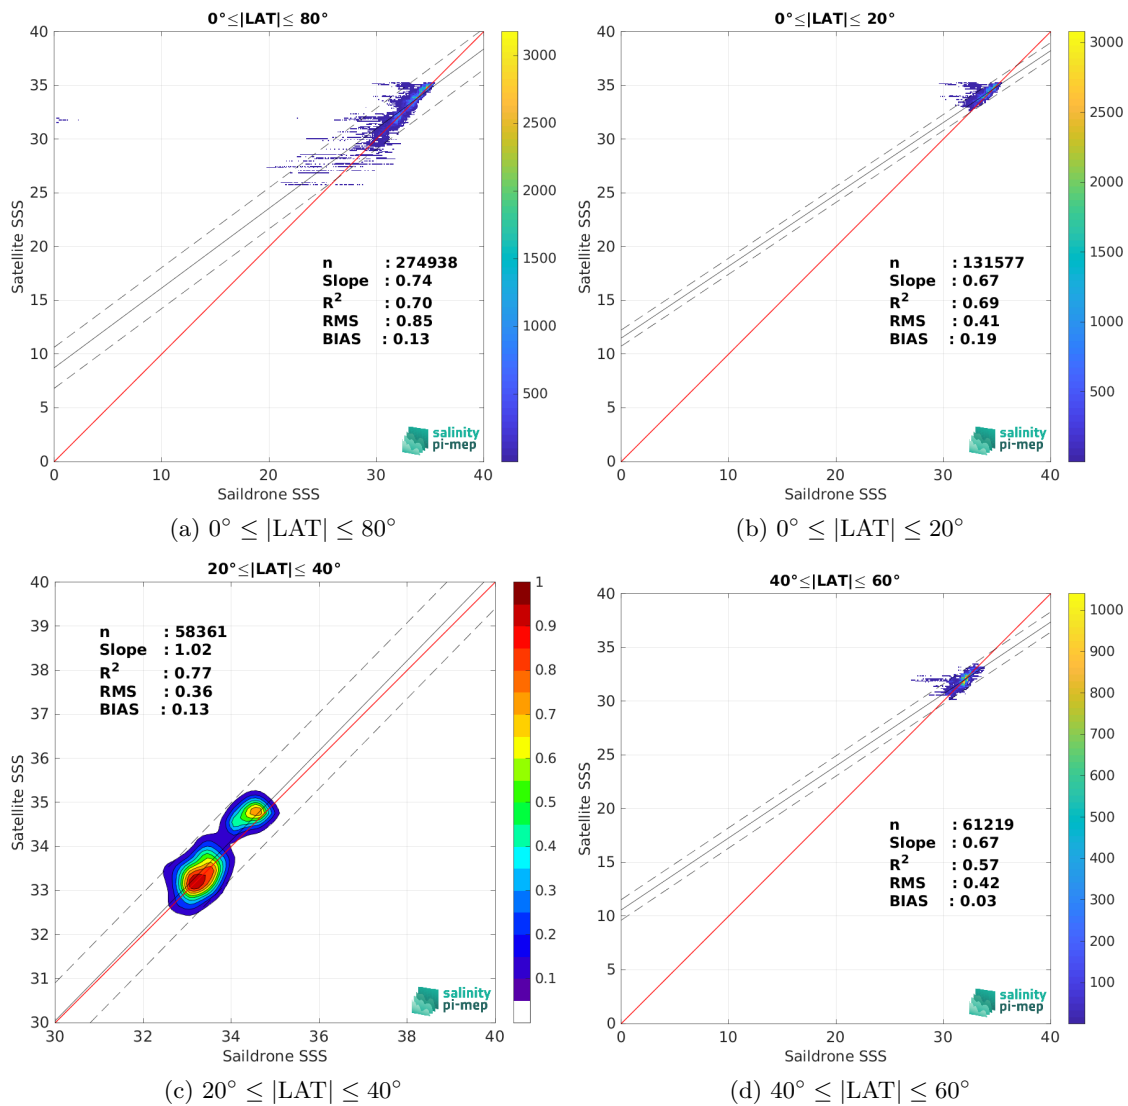 0°≤|LAT|≤ 80°
40
35
30
25
20
15
10
5
0
0
10
20
30
40
Satellite SSS
Saildrone SSS
n : 274938
Slope : 0.74
R2 : 0.70
RMS : 0.85
BIAS : 0.13
salinity
pi-mep
3000
2500
2000
1500
1000
500
(a) 0° ≤ |LAT| ≤ 80°
0°≤|LAT|≤ 20°
40
35
30
25
20
15
10
5
0
0
10
20
30
40
Satellite SSS
Saildrone SSS
n : 131577
Slope : 0.67
R2 : 0.69
RMS : 0.41
BIAS : 0.19
salinity
pi-mep
3000
2500
2000
1500
1000
500
(b) 0° ≤ |LAT| ≤ 20°
20°≤|LAT|≤ 40°
40
39
38
37
36
35
34
33
32
31
30
30
32
34
36
38
40
Satellite SSS
Saildrone SSS
n : 58361
Slope : 1.02
R2 : 0.77
RMS : 0.36
BIAS : 0.13
salinity
pi-mep
1
0.9
0.8
0.7
0.6
0.5
0.4
0.3
0.2
0.1
(c) 20° ≤ |LAT| ≤ 40°
40°≤|LAT|≤ 60°
40
35
30
25
20
15
10
5
0
0
10
20
30
40
Satellite SSS
Saildrone SSS
n : 61219
Slope : 0.67
R2 : 0.57
RMS : 0.42
BIAS : 0.03
salinity
pi-mep
1000
900
800
700
600
500
400
300
200
100
(d) 40° ≤ |LAT| ≤ 60°